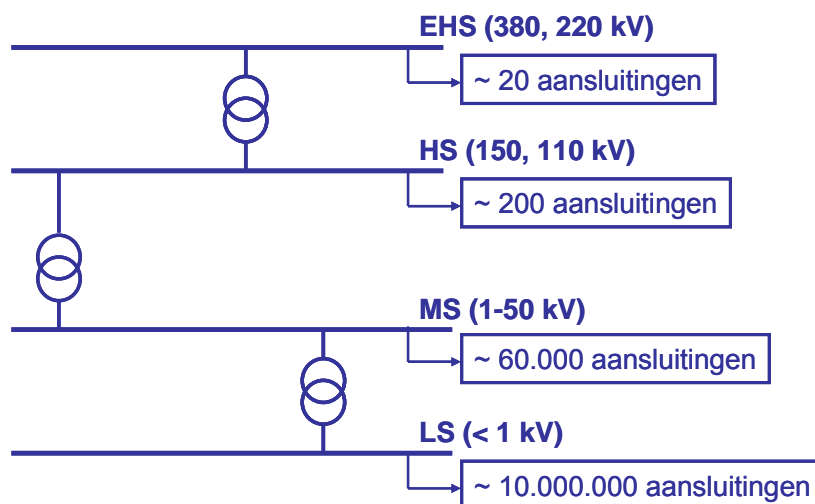 EHS (380, 220 kV)
~ 20 aansluitingen
HS (150, 110 kV)
~ 200 aansluitingen
MS (1-50 kV)
~ 60.000 aansluitingen
LS (< 1 kV)
~ 10.000.000 aansluitingen